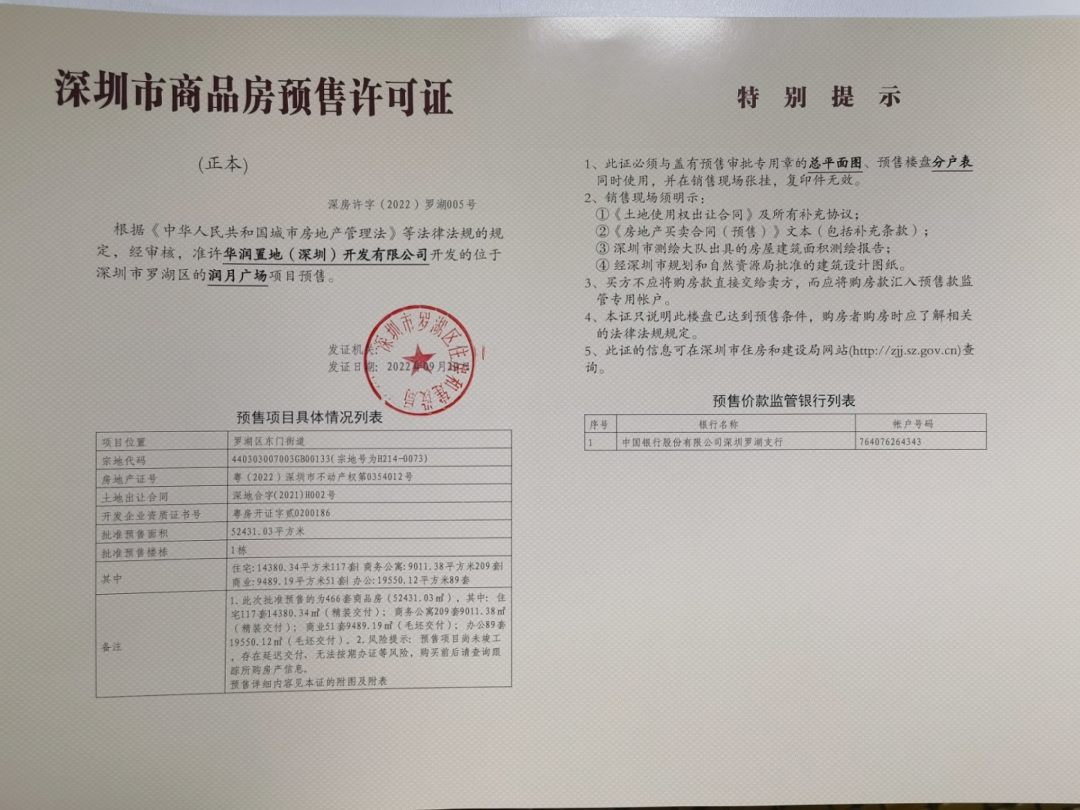 深圳市商品房预售许可证
(正本)
深房许字（2022）罗湖005号
根据《中华人民共和国城市房地产管理法》等法律法规的规
定，经审核，准许华润置地（深圳）开发有限公司开发的位于
深圳市罗湖区的润月广场项目预售。
深圳市罗湖区住房和建设局
发证机关:
发证日期: 2022年09月2
预售项目具体情况列表
项目位置 罗湖区东门街道
宗地代码 440303007003GB00133(宗地号为H214-0073)
房地产证号 粤（2022）深圳市不动产权第0354012号
土地出让合同 深地合字(2021)H002号
开发企业资质证书号 粤房开证字贰0200186
批准预售面积 52431.03平方米
批准预售楼栋 1栋
其中
住宅:14380.34平方米117套| 商务公寓:9011.38平方米209套|
商业:9489.19平方米51套| 办公:19550.12平方米89套
备注
1、此次批准预售的为466套商品房（52431.03㎡），其中：住
宅117套14380.34㎡（精装交付）；商务公寓209套9011.38㎡
（精装交付）；商业51套9489.19㎡（毛坯交付）；办公89套
19550.12㎡（毛坯交付）。2.风险提示：预售项目尚未竣工
，存在延迟交付、无法按期办证等风险，购买前后请查询跟
踪所购房产信息。
预售详细内容见本证的附图及附表
特别提示
1、此证必须与盖有预售审批专用章的总平面图、预售楼盘分户表
同时使用，并在销售现场张挂，复印件无效。
2、销售现场须明示：
①《土地使用权出让合同》及所有补充协议；
②《房地产买卖合同（预售）》文本（包括补充条款）；
③深圳市测绘大队出具的房屋建筑面积测绘报告；
④经深圳市规划和自然资源局批准的建筑设计图纸。
3、买方不应将购房款直接交给卖方，而应将购房款汇入预售款监
管专用帐户。
4、本证只说明此楼盘已达到预售条件，购房者购房时应了解相关
的法律法规规定。
5、此证的信息可在深圳市住房和建设局网站(http://zjj.sz.gov.cn)查
询。
预售价款监管银行列表
序号 银行名称 帐户号码
1 中国银行股份有限公司深圳罗湖支行 764076264343